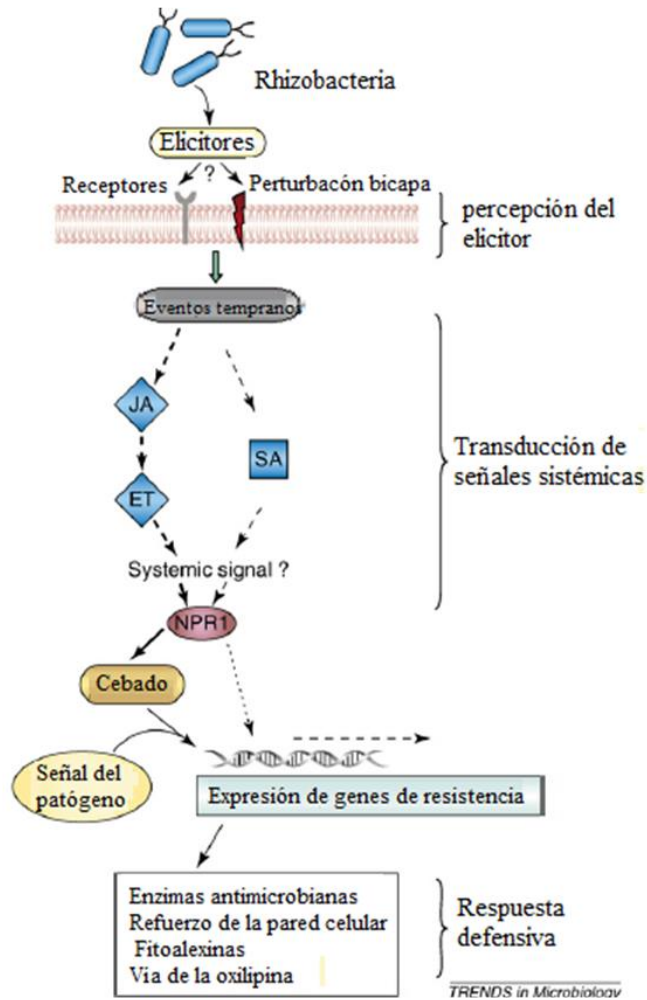 Rhizobacteria
Elicitores
?
Receptores
Perturbacón bicapa
percepción del
elicitor
Eventos tempranor
JA
SA
Transducción de
señales sistémicas
ET
Systemic signal ?
NPR1
Cebado
Señal del
patógeno
Expresión de genes de resistencia
Enzimas antimicrobianas
Refuerzo de la pared celular
Fitoalexinas
Via de la oxilipina
Respuesta
defensiva
TRENDS in Microbiology